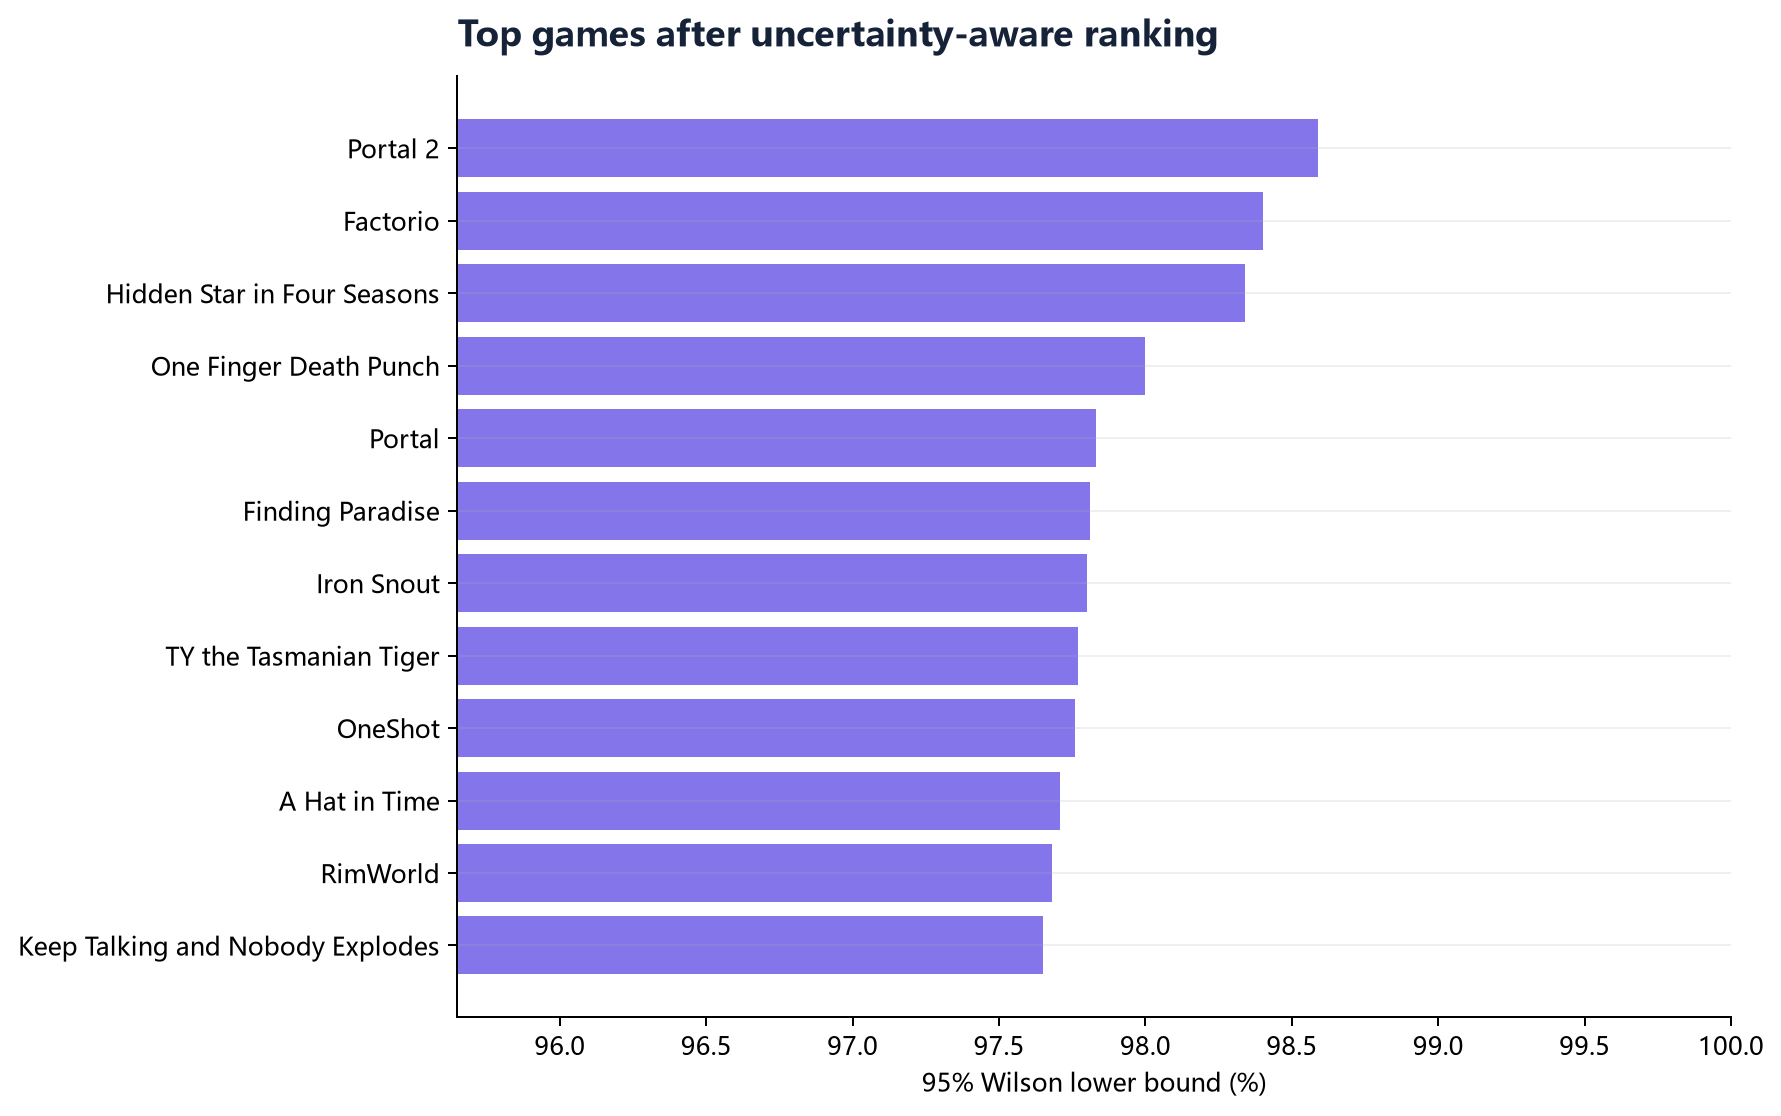 Top games after uncertainty-aware ranking
Portal 2
Factorio
Hidden Star in Four Seasons
One Finger Death Punch
Portal
Finding Paradise
Iron Snout
TY the Tasmanian Tiger
OneShot
A Hat in Time
RimWorld
Keep Talking and Nobody Explodes
96.0 96.5 97.0 97.5 98.0 98.5 99.0 99.5 100.0
95% Wilson lower bound (%)